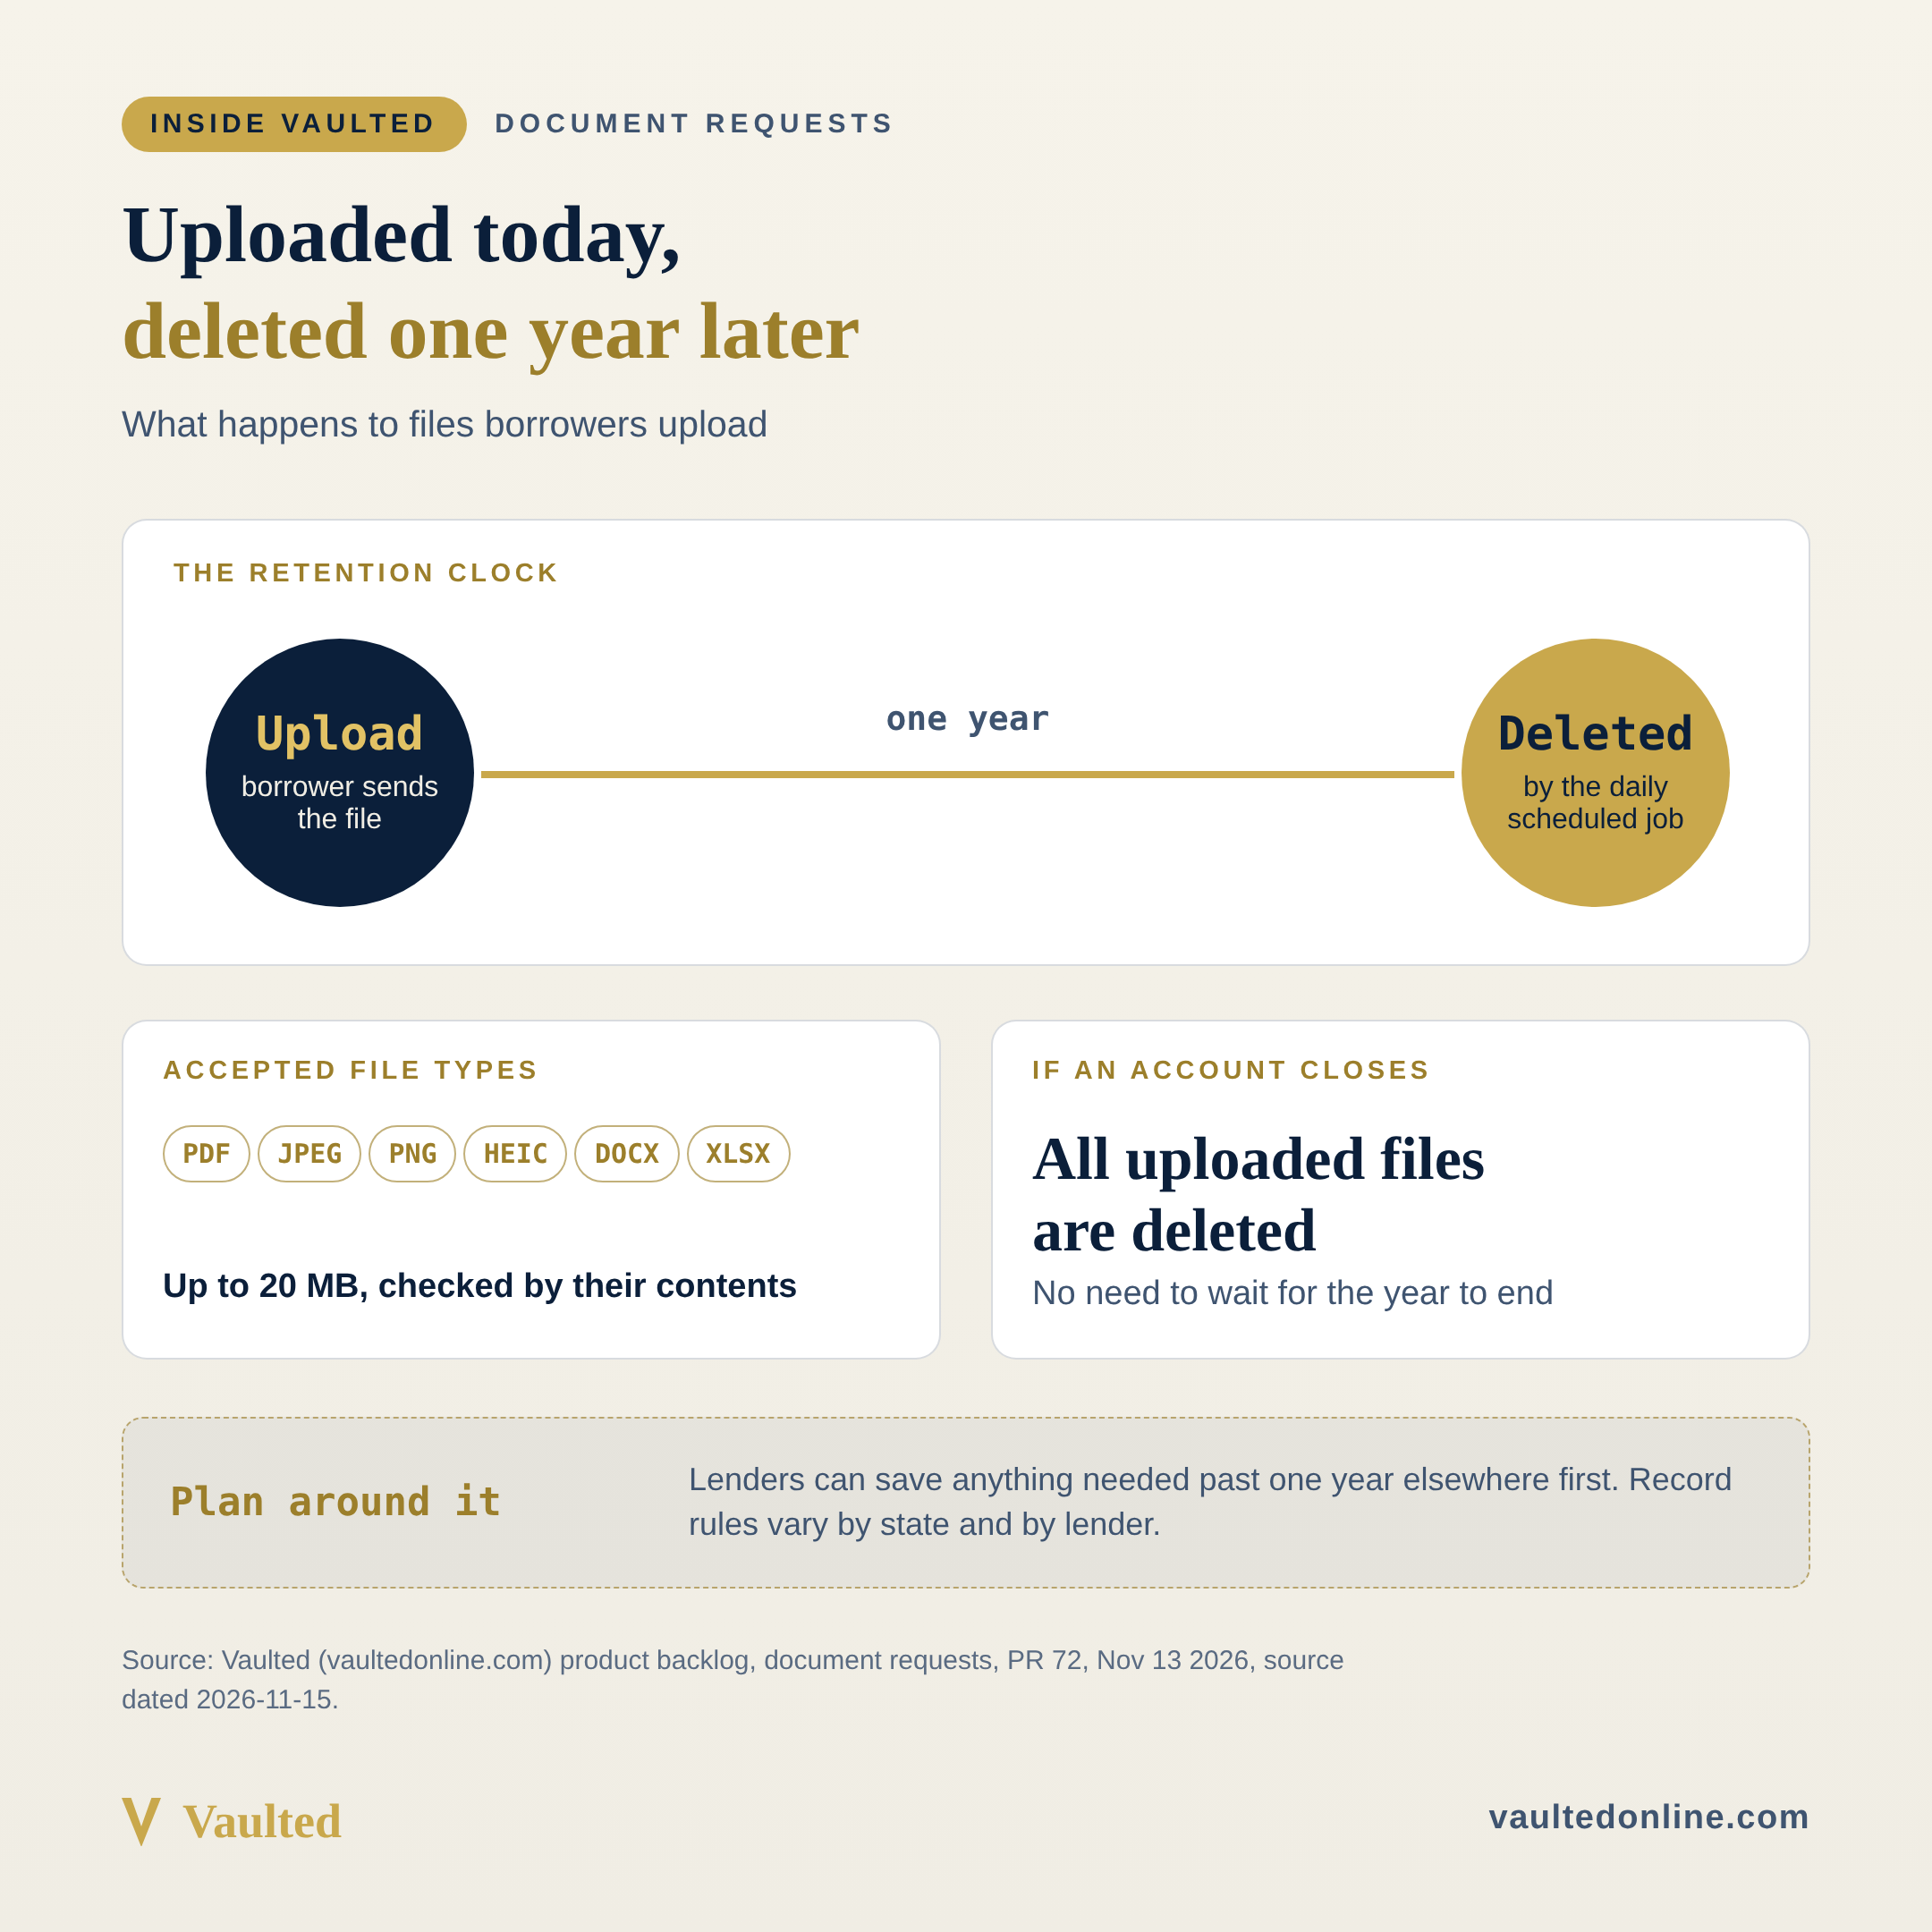 INSIDE VAULTED
DOCUMENT REQUESTS
Uploaded today,
deleted one year later
What happens to files borrowers upload
THE RETENTION CLOCK
Upload
borrower sends
the file
one year
Deleted
by the daily
scheduled job
ACCEPTED FILE TYPES
PDF JPEG PNG HEIC DOCX XLSX
Up to 20 MB, checked by their contents
IF AN ACCOUNT CLOSES
All uploaded files
are deleted
No need to wait for the year to end
Plan around it
Lenders can save anything needed past one year elsewhere first. Record
rules vary by state and by lender.
Source: Vaulted (vaultedonline.com) product backlog, document requests, PR 72, Nov 13 2026, source
dated 2026-11-15.
Vaulted
vaultedonline.com